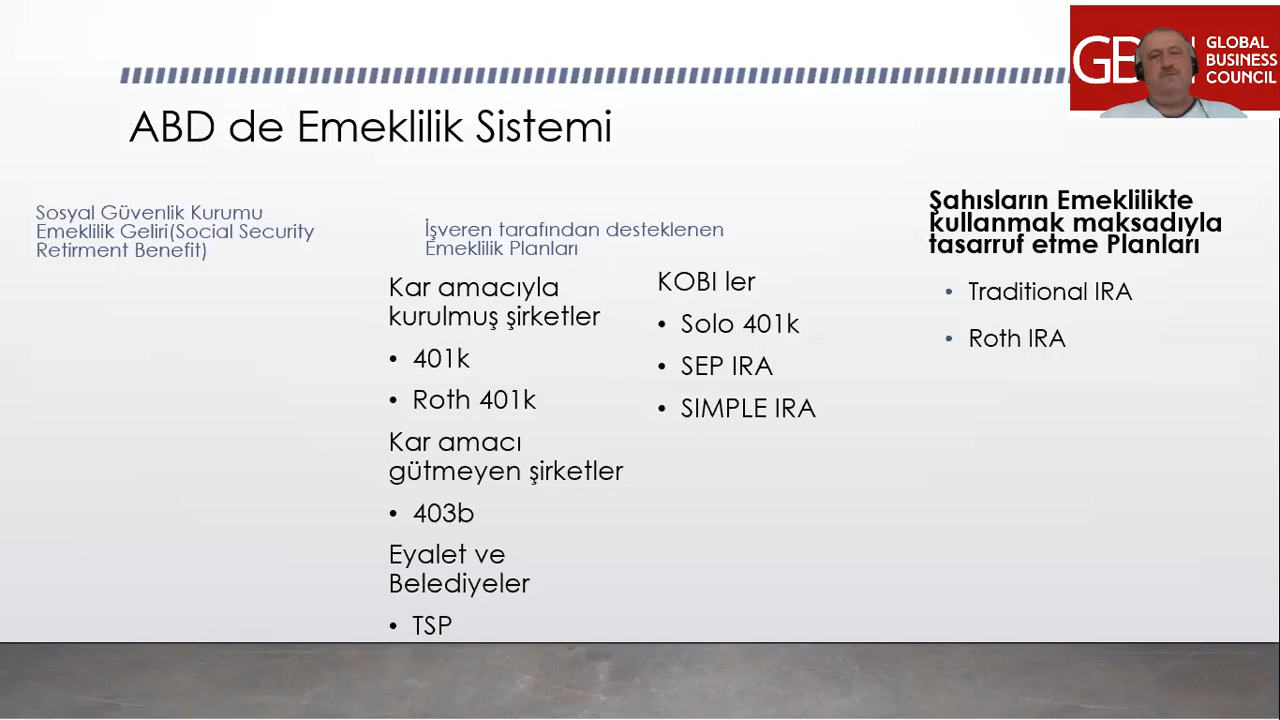 GB
GLOBAL
BUSINESS
COUNCIL
ABD de Emeklilik Sistemi
Sosyal Güvenlik Kurumu
Emeklilik Geliri(Social Security
Retirment Benefit)
İşveren tarafından desteklenen
Emeklilik Planları
Kar amacıyla
kurulmuş şirketler
• 401k
• Roth 401k
Kar amacı
gütmeyen şirketler
• 403b
Eyalet ve
Belediyeler
• TSP
KOBI ler
• Solo 401k
• SEP IRA
• SIMPLE IRA
Şahısların Emeklilikte
kullanmak maksadıyla
tasarruf etme Planları
• Traditional IRA
• Roth IRA